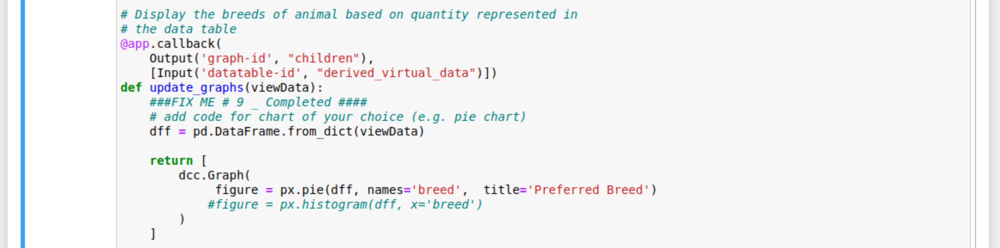 # Display the breeds of animal based on quantity represented in
# the data table
@app.callback(
    Output('graph-id', "children"),
    [Input('datatable-id', "derived_virtual_data")])
def update_graphs(viewData):
    ###FIX ME # 9 _ Completed ####
    # add code for chart of your choice (e.g. pie chart)
    dff = pd.DataFrame.from_dict(viewData)

    return [
        dcc.Graph(
             figure = px.pie(dff, names='breed',  title='Preferred Breed')
            #figure = px.histogram(dff, x='breed')
        )
    ]